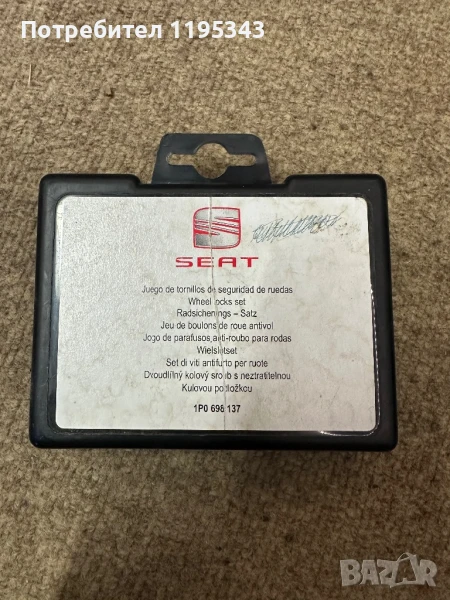 Потребител 1195343
SEAT
Juego de tornillos de seguridad de ruedas
Wheel locks set
Radsicherungs – Satz
Jeu de boulons de roue antivol
Jogo de parafusos anti-roubo para rodas
Wielslotset
Set di viti antifurto per ruote
Droudílný kolový šroub s neztratitelnou
Kulovou podložkou
1P0 698 137
BAZAR